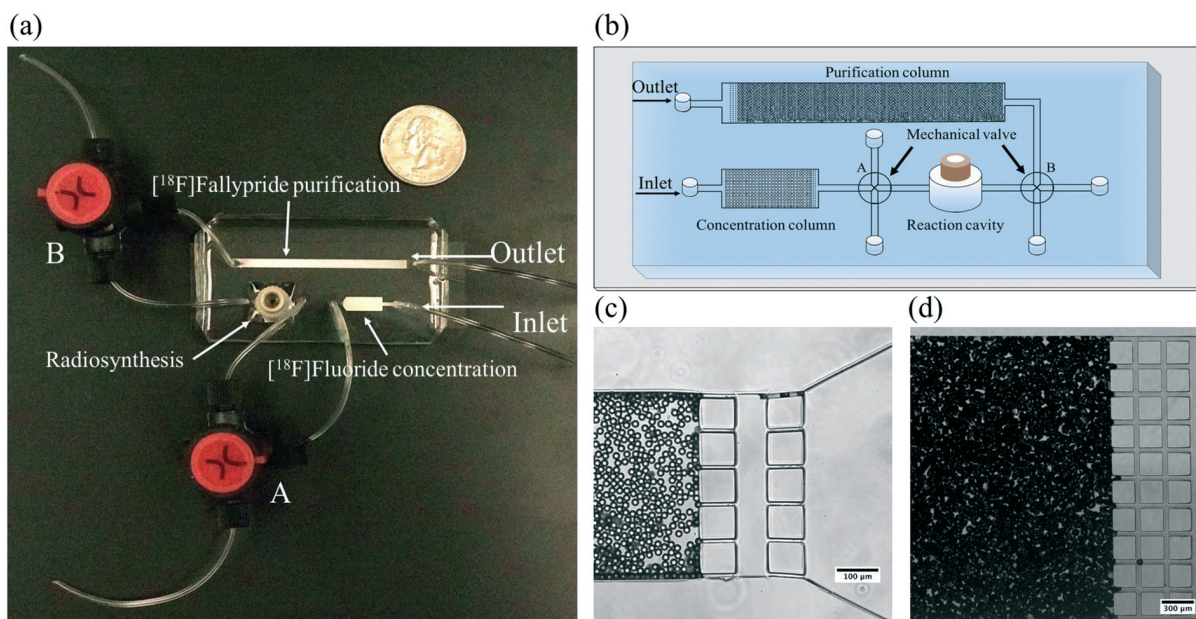 (a)
[¹⁸F]Fallypride purification
B
Outlet
Inlet
Radiosynthesis
[¹⁸F]Fluoride concentration
A
(b)
Purification column
Outlet
Mechanical valve
A
B
Inlet
Concentration column
Reaction cavity
(c)
100 µm
(d)
300 µm